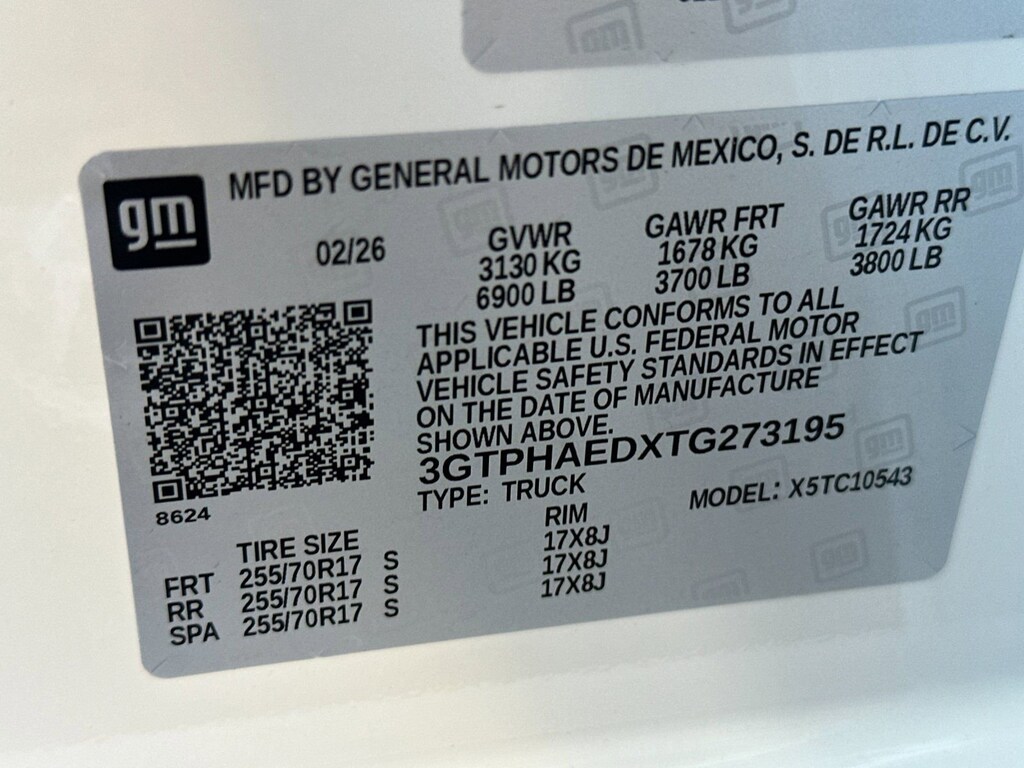 gm
MFD BY GENERAL MOTORS DE MEXICO, S. DE R.L. DE C.V.
gm
02/26
GVWR
3130 KG
6900 LB
GAWR FRT
1678 KG
3700 LB
GAWR RR
1724 KG
3800 LB
THIS VEHICLE CONFORMS TO ALL
APPLICABLE U.S. FEDERAL MOTOR
VEHICLE SAFETY STANDARDS IN EFFECT
ON THE DATE OF MANUFACTURE
SHOWN ABOVE.
3GTPHAEDXTG273195
TYPE: TRUCK
MODEL: X5TC10543
8624
TIRE SIZE RIM
FRT 255/70R17 S 17X8J
RR 255/70R17 S 17X8J
SPA 255/70R17 S 17X8J